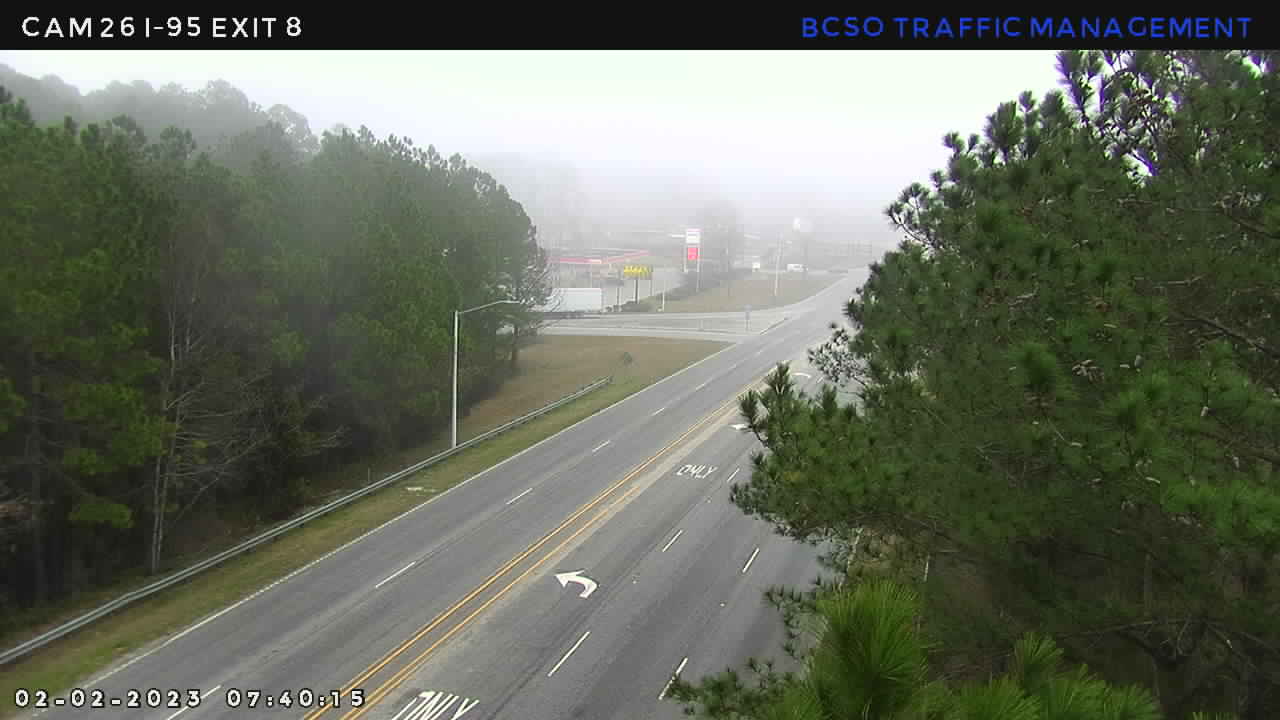 CAM 26 I-95 EXIT 8
BCSO TRAFFIC MANAGEMENT
ONLY
ONLY
02-02-2023 07:40:15